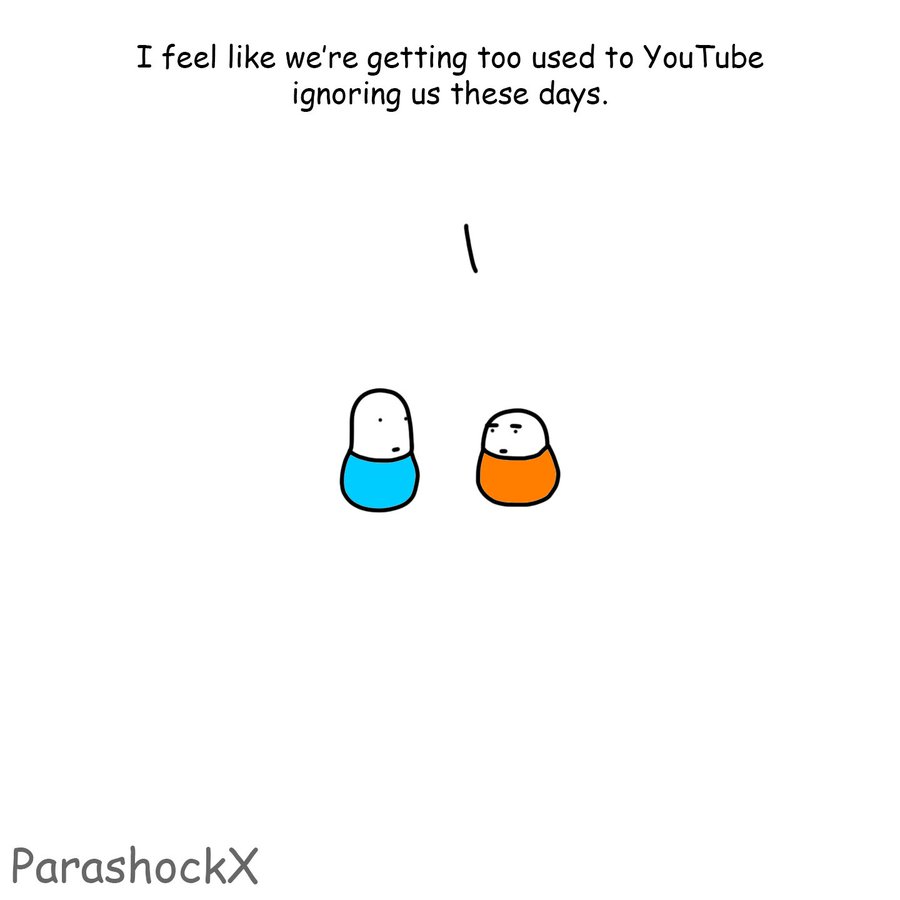 I feel like we’re getting too used to YouTube
ignoring us these days.
ParashockX